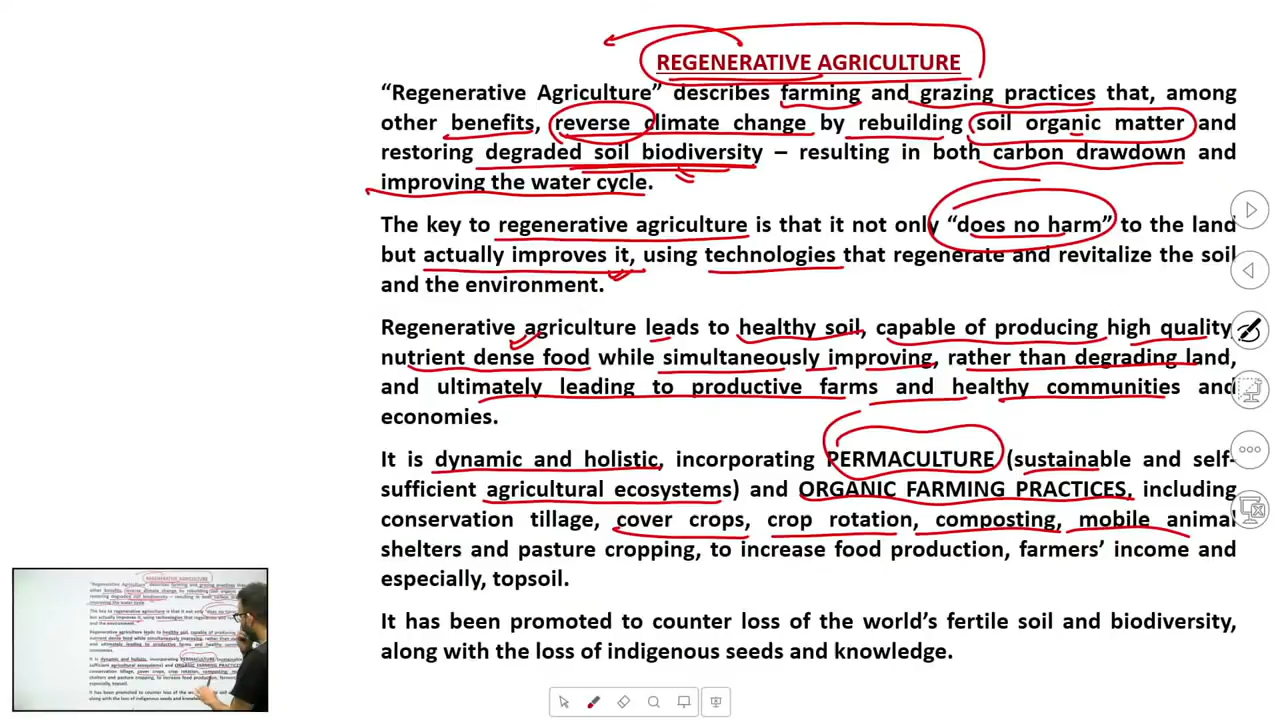 REGENERATIVE AGRICULTURE
“Regenerative Agriculture” describes farming and grazing practices that, among
other benefits, reverse climate change by rebuilding soil organic matter and
restoring degraded soil biodiversity – resulting in both carbon drawdown and
improving the water cycle.
The key to regenerative agriculture is that it not only “does no harm” to the land
but actually improves it, using technologies that regenerate and revitalize the soil
and the environment.
Regenerative agriculture leads to healthy soil, capable of producing high quality,
nutrient dense food while simultaneously improving, rather than degrading land,
and ultimately leading to productive farms and healthy communities and
economies.
It is dynamic and holistic, incorporating PERMACULTURE (sustainable and self-
sufficient agricultural ecosystems) and ORGANIC FARMING PRACTICES, including
conservation tillage, cover crops, crop rotation, composting, mobile animal
shelters and pasture cropping, to increase food production, farmers’ income and
especially, topsoil.
It has been promoted to counter loss of the world’s fertile soil and biodiversity,
along with the loss of indigenous seeds and knowledge.